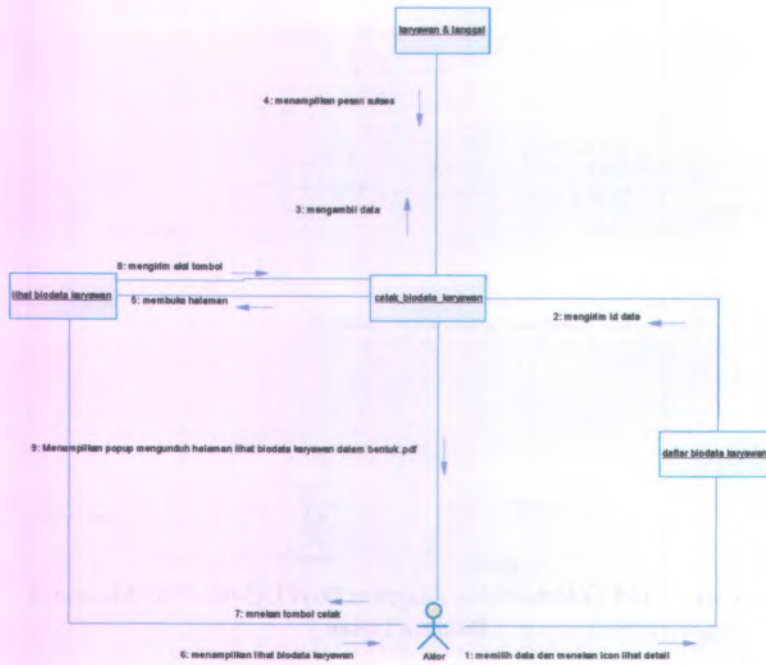 karyawan & tanggal
4: menampilkan pesan sukses
3: mengambil data
8: mengirim aksi tombol
lihat biodata karyawan
cetak_biodata_karyawan
5: membuka halaman
2: mengirim id data
9: Menampilkan popup mengunduh halaman lihat biodata karyawan dalam bentuk.pdf
daftar biodata karyawan
7: mnekan tombol cetak
6: menampilkan lihat biodata karyawan
Aktor
1: memilih data dan menekan icon lihat detail